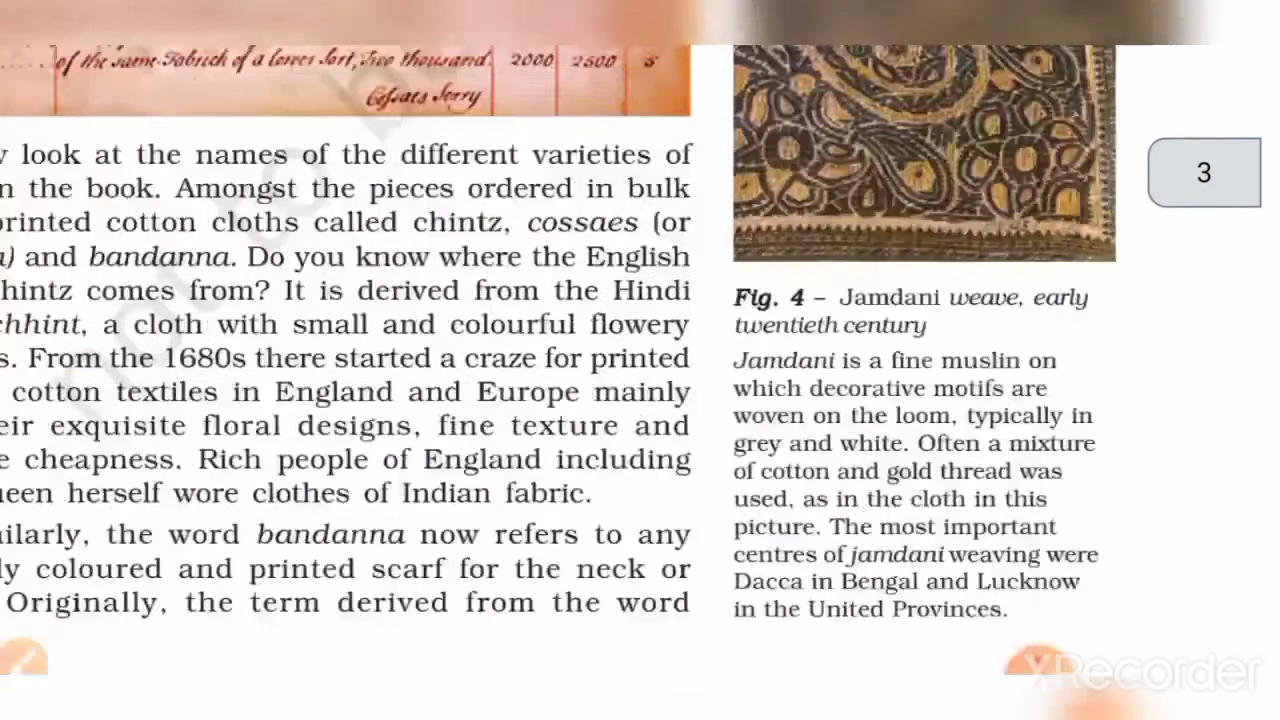 of the same Fabrick of a lower Sort, Two thousand 2000 2500 5
Cossaes Sorry
look at the names of the different varieties of
n the book. Amongst the pieces ordered in bulk
printed cotton cloths called chintz, cossaes (or
a) and bandanna. Do you know where the English
hintz comes from? It is derived from the Hindi
chhint, a cloth with small and colourful flowery
s. From the 1680s there started a craze for printed
cotton textiles in England and Europe mainly
eir exquisite floral designs, fine texture and
e cheapness. Rich people of England including
ueen herself wore clothes of Indian fabric.
ilarly, the word bandanna now refers to any
ly coloured and printed scarf for the neck or
Originally, the term derived from the word
Fig. 4 – Jamdani weave, early
twentieth century
Jamdani is a fine muslin on
which decorative motifs are
woven on the loom, typically in
grey and white. Often a mixture
of cotton and gold thread was
used, as in the cloth in this
picture. The most important
centres of jamdani weaving were
Dacca in Bengal and Lucknow
in the United Provinces.
3
XRecorder